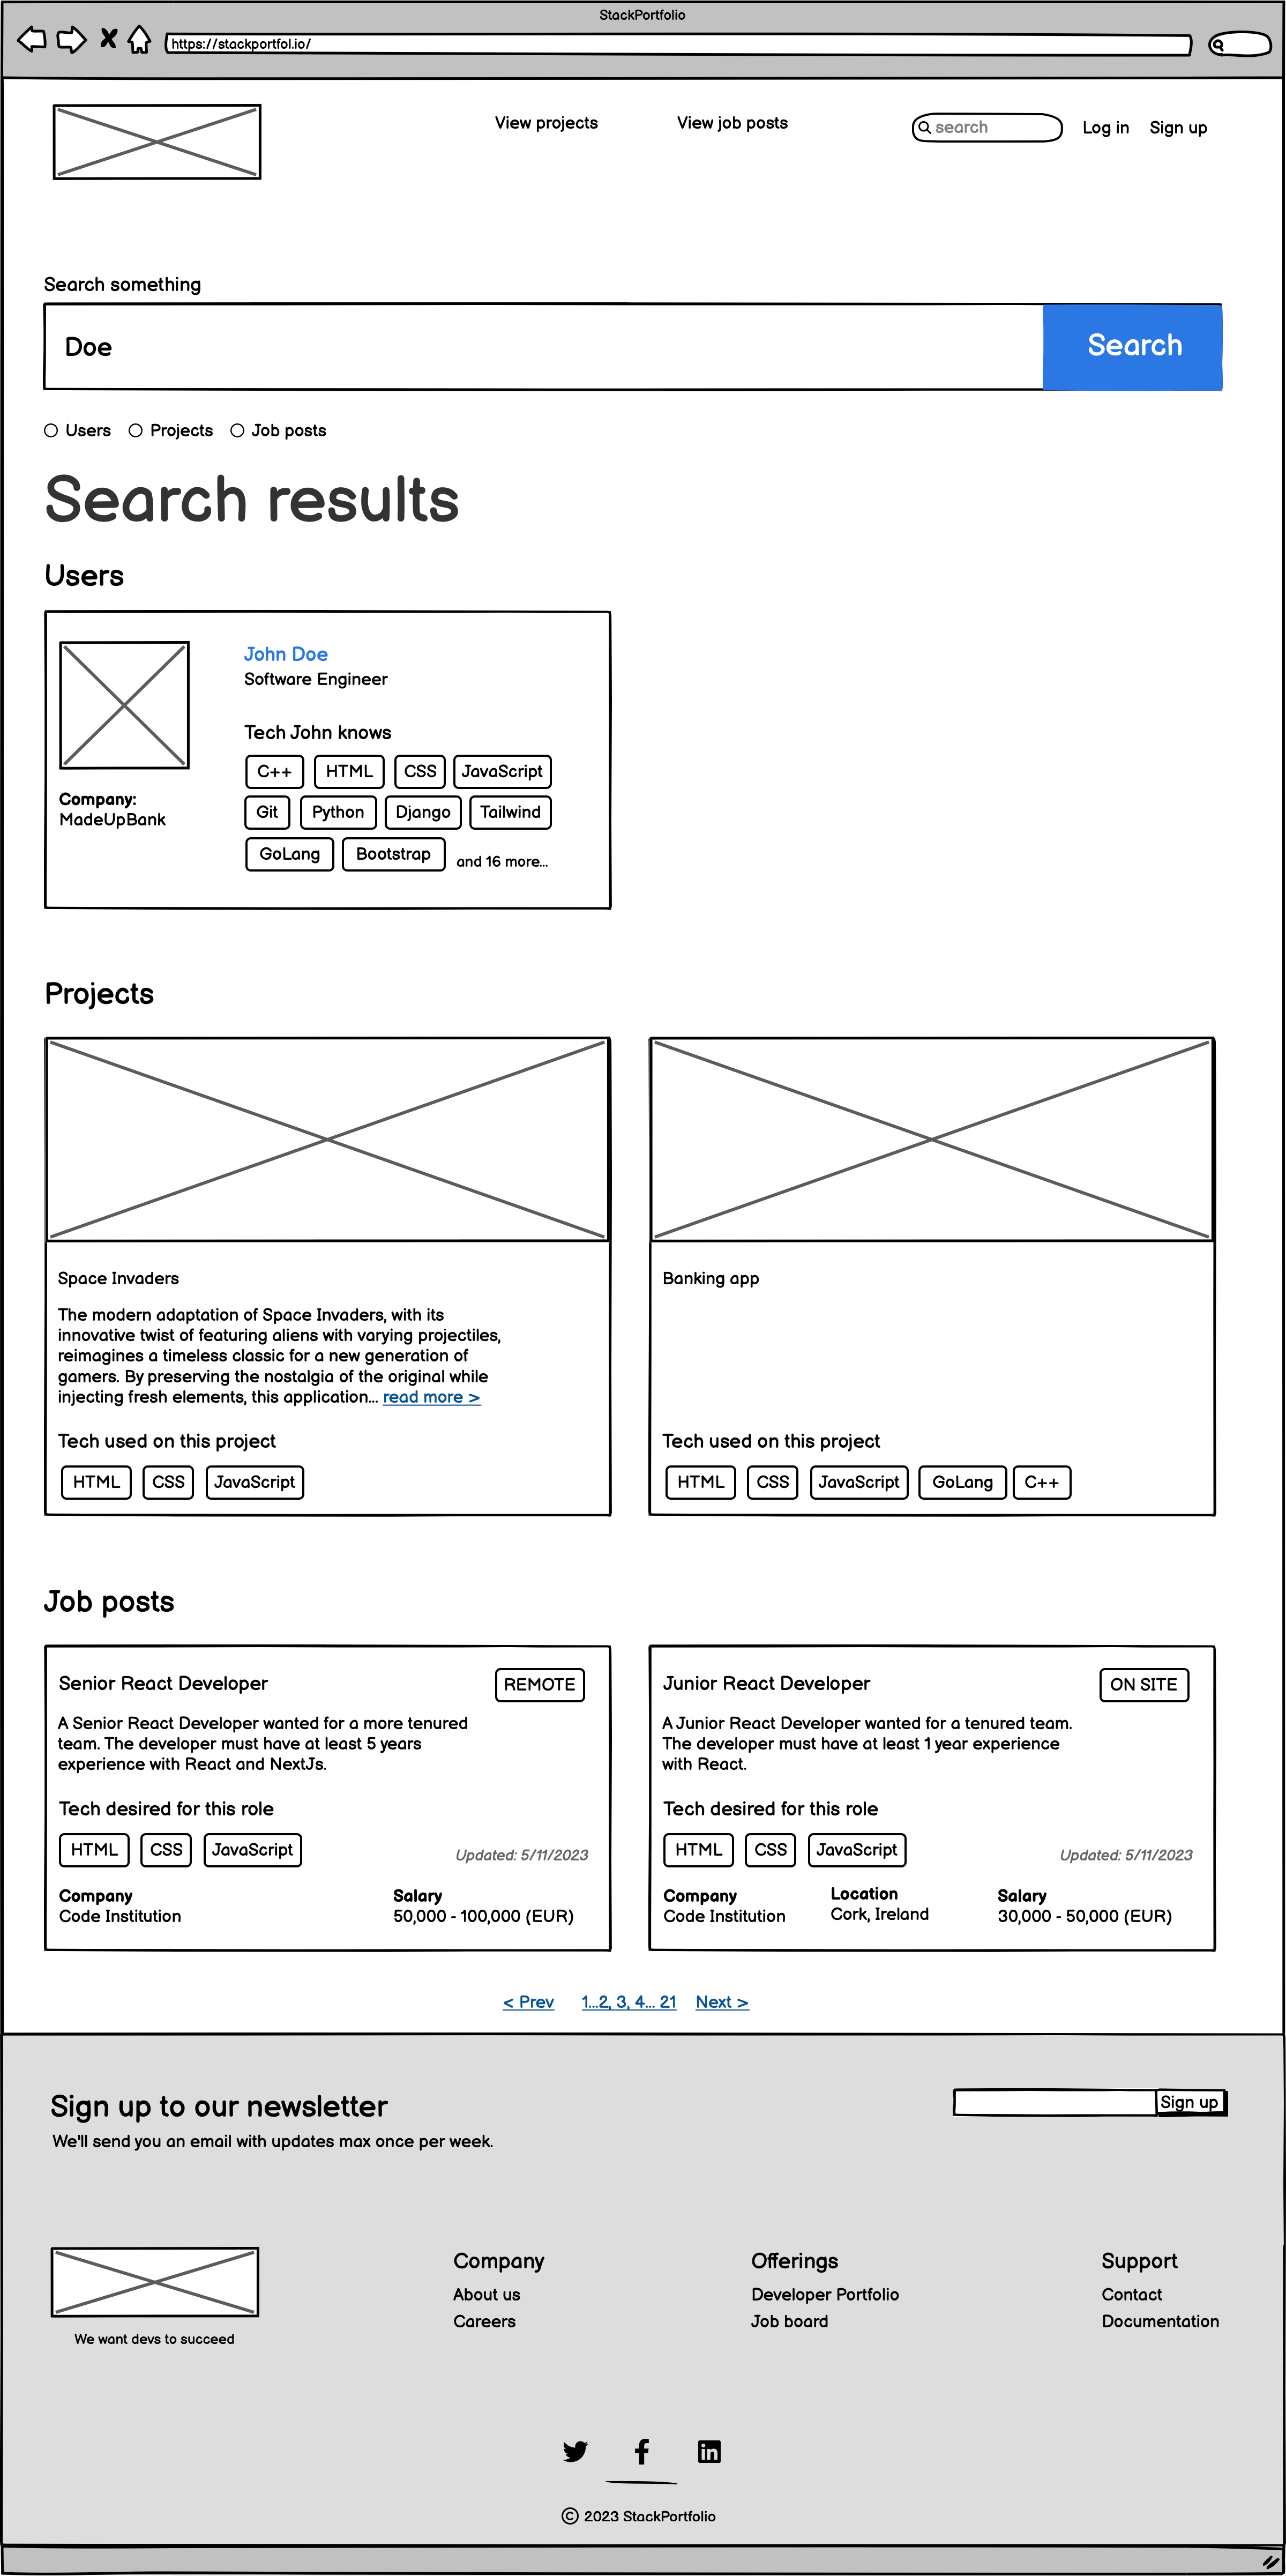 StackPortfolio
https://stackportfol.io/
View projects
View job posts
search
Log in
Sign up
Search something
Doe
Search
Users
Projects
Job posts
Search results
Users
John Doe
Software Engineer
Tech John knows
C++ HTML CSS JavaScript
Git Python Django Tailwind
GoLang Bootstrap and 16 more...
Company:
MadeUpBank
Projects
Space Invaders
The modern adaptation of Space Invaders, with its
innovative twist of featuring aliens with varying projectiles,
reimagines a timeless classic for a new generation of
gamers. By preserving the nostalgia of the original while
injecting fresh elements, this application... read more >
Tech used on this project
HTML CSS JavaScript
Banking app
Tech used on this project
HTML CSS JavaScript GoLang C++
Job posts
Senior React Developer
REMOTE
A Senior React Developer wanted for a more tenured
team. The developer must have at least 5 years
experience with React and NextJs.
Tech desired for this role
HTML CSS JavaScript
Updated: 5/11/2023
Company
Code Institution
Salary
50,000 - 100,000 (EUR)
Junior React Developer
ON SITE
A Junior React Developer wanted for a tenured team.
The developer must have at least 1 year experience
with React.
Tech desired for this role
HTML CSS JavaScript
Updated: 5/11/2023
Company
Code Institution
Location
Cork, Ireland
Salary
30,000 - 50,000 (EUR)
< Prev 1...2, 3, 4... 21 Next >
Sign up to our newsletter
We'll send you an email with updates max once per week.
Sign up
We want devs to succeed
Company
About us
Careers
Offerings
Developer Portfolio
Job board
Support
Contact
Documentation
© 2023 StackPortfolio